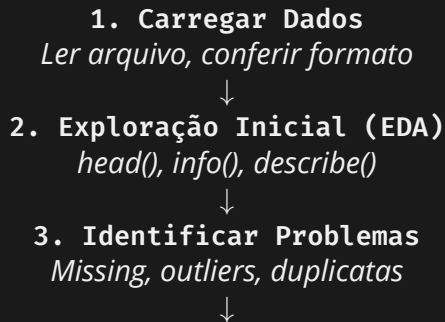 1. Carregar Dados
Ler arquivo, conferir formato
↓
2. Exploração Inicial (EDA)
head(), info(), describe()
↓
3. Identificar Problemas
Missing, outliers, duplicatas
↓